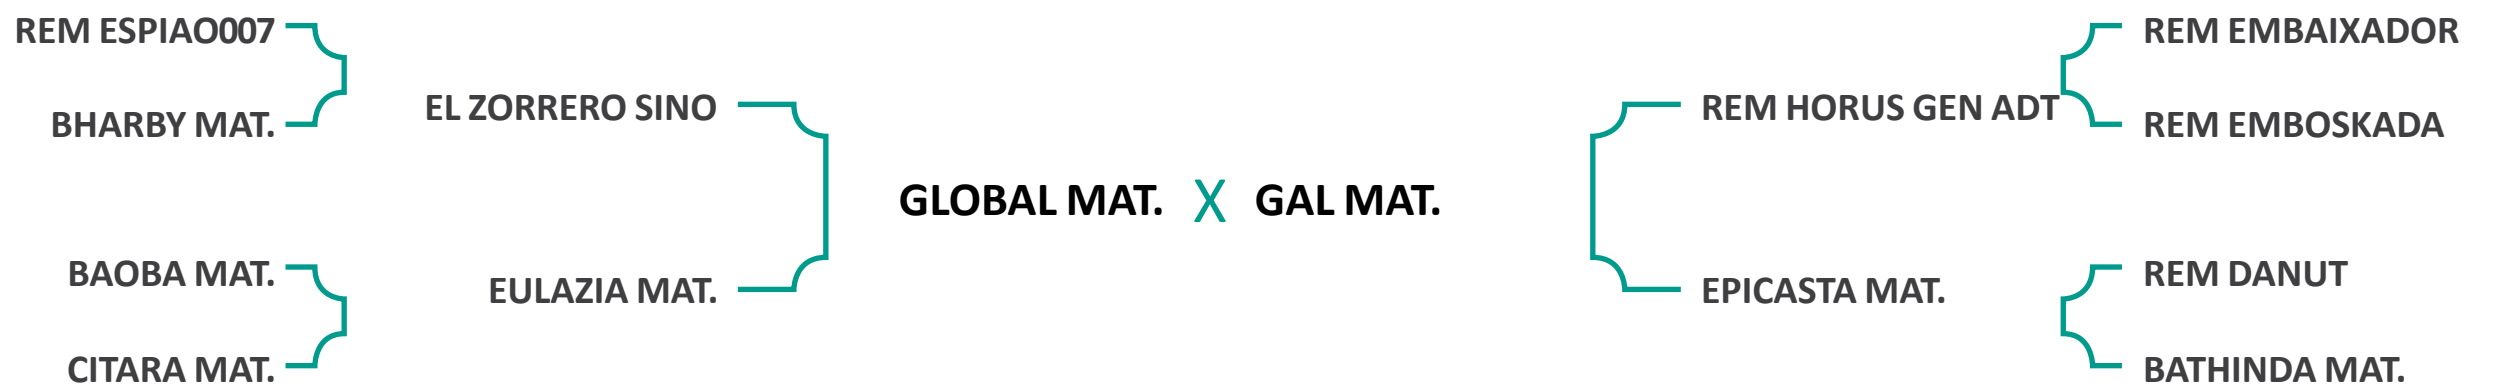 REM ESPIAO007
BHARBY MAT.
EL ZORRERO SINO
BAOBA MAT.
CITARA MAT.
EULAZIA MAT.
GLOBAL MAT. X GAL MAT.
REM HORUS GEN ADT
REM EMBAIXADOR
REM EMBOSKADA
EPICASTA MAT.
REM DANUT
BATHINDA MAT.